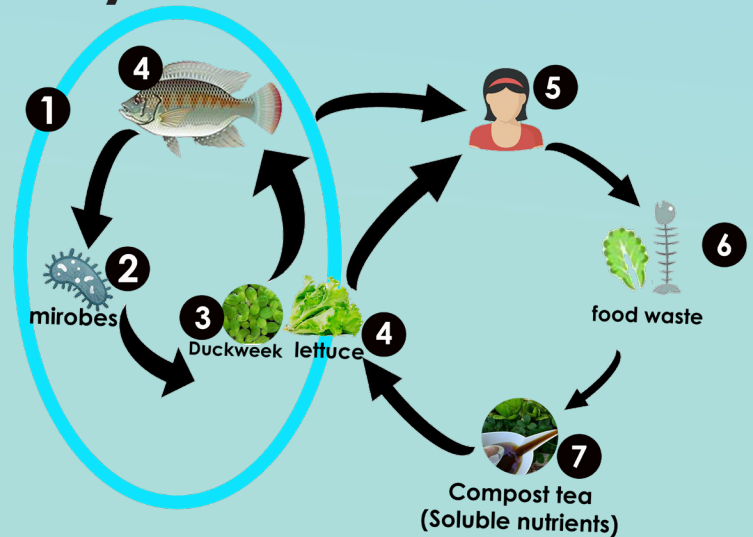 4
1
5
2
mirobes
6
food waste
3
Duckweek
lettuce
4
7
Compost tea
(Soluble nutrients)